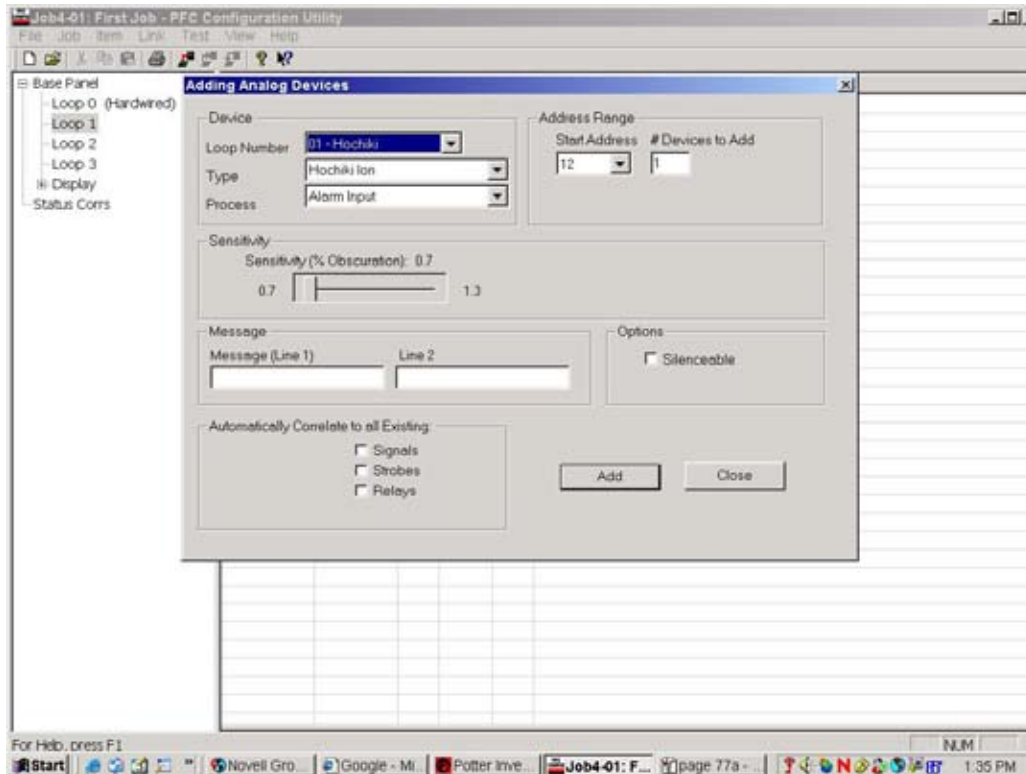 Job4-01: First Job - PFC Configuration Utility
File Job Item Link Test View Help
Base Panel
Loop 0 (Hardwired)
Loop 1
Loop 2
Loop 3
Display
Status Corrs
Adding Analog Devices
Device
Loop Number 01 - Hochiki
Type Hochiki Ion
Process Alarm Input
Address Range
Start Address # Devices to Add
12 1
Sensitivity
Sensitivity (% Obscuration): 0.7
0.7 1.3
Message
Message (Line 1) Line 2
Options
Silenceable
Automatically Correlate to all Existing:
Signals
Strobes
Relays
Add
Close
For Help, press F1
NUM
Start Novell Gro... Google - Mi... Potter Inve... Job4-01: F... page 77a - ... 1:35 PM